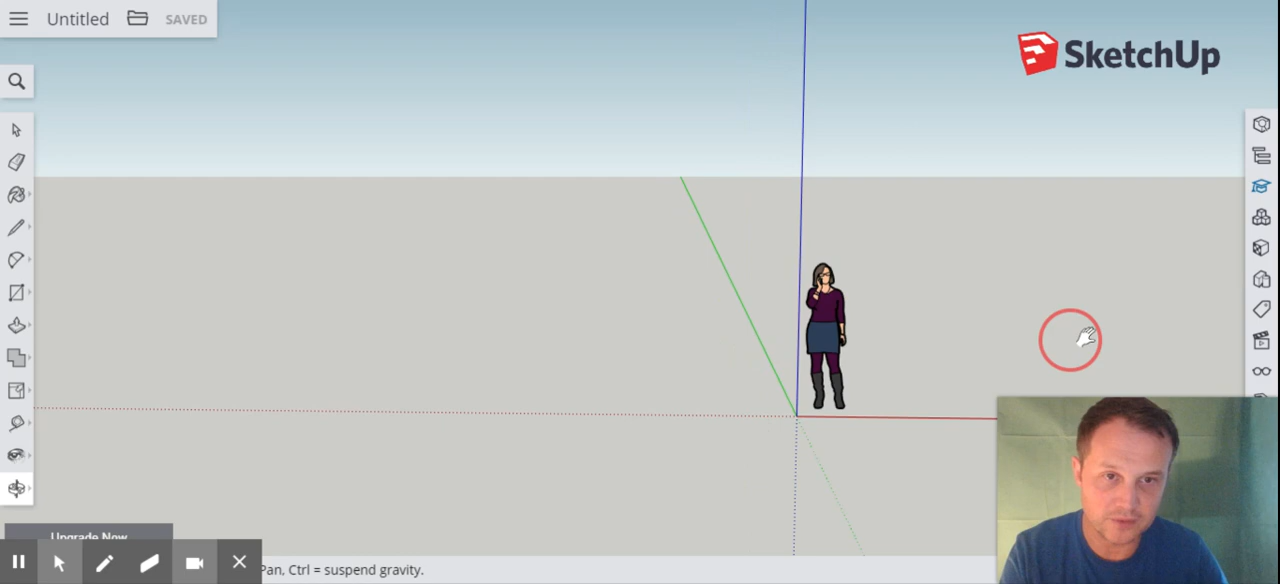 Untitled
SAVED
SketchUp
Upgrade Now
Pan, Ctrl = suspend gravity.